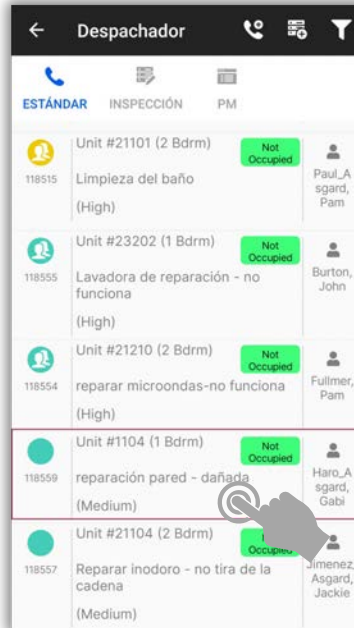 Despachador
ESTÁNDAR INSPECCIÓN PM
Unit #21101 (2 Bdrm)
Not
Occupied
118515
Limpieza del baño
(High)
Paul_A
sgard,
Pam
Unit #23202 (1 Bdrm)
Not
Occupied
118555
Lavadora de reparación - no
funciona
(High)
Burton,
John
Unit #21210 (2 Bdrm)
Not
Occupied
118554
reparar microondas-no funciona
(High)
Fullmer,
Pam
Unit #1104 (1 Bdrm)
Not
Occupied
118559
reparación pared - dañada
(Medium)
Haro_A
sgard,
Gabi
Unit #21104 (2 Bdrm)
Occupied
118557
Reparar inodoro - no tira de la
cadena
(Medium)
Jimenez,
Asgard,
Jackie